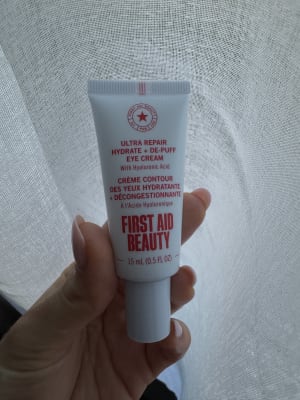 ULTRA REPAIR
HYDRATE + DE-PUFF
EYE CREAM
With Hyaluronic Acid
CRÈME CONTOUR
DES YEUX HYDRATANTE
+ DÉCONGESTIONNANTE
À l'Acide Hyaluronique
FIRST AID
BEAUTY
15 mL (0.5 fl. oz)